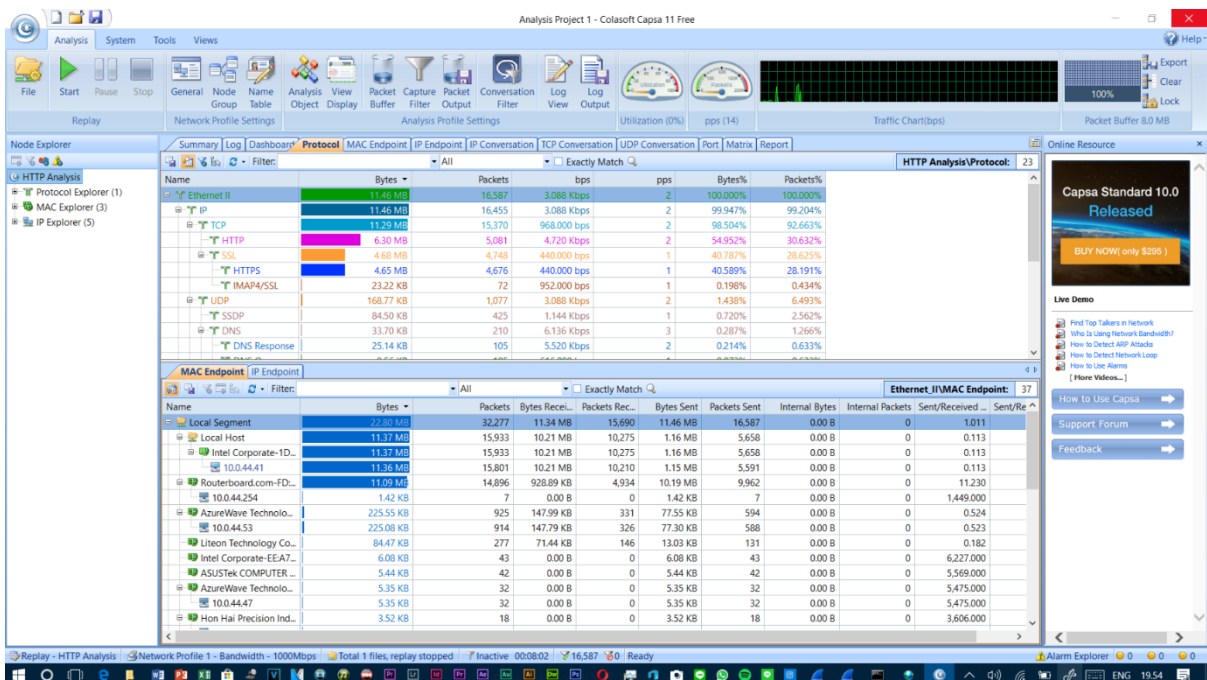 Analysis Project 1 - Colasoft Capsa 11 Free
Analysis System Tools Views
Help
File Start Pause Stop General Node Group Name Table Analysis Object View Display Packet Buffer Capture Filter Packet Output Conversation Filter Log View Log Output
Export
Clear
Lock
100%
Replay Network Profile Settings Analysis Profile Settings Utilization (0%) pps (14) Traffic Chart(bps) Packet Buffer 8.0 MB
Node Explorer
HTTP Analysis
Protocol Explorer (1)
MAC Explorer (3)
IP Explorer (5)
Summary Log Dashboard Protocol MAC Endpoint IP Endpoint IP Conversation TCP Conversation UDP Conversation Port Matrix Report
Filter: All Exactly Match HTTP Analysis\Protocol: 23
Name Bytes Packets bps pps Bytes% Packets%
Ethernet II 11.46 MB 16,587 3.088 Kbps 2 100.000% 100.000%
IP 11.46 MB 16,455 3.088 Kbps 2 99.947% 99.204%
TCP 11.29 MB 15,370 968.000 bps 2 98.504% 92.663%
HTTP 6.30 MB 5,081 4.720 Kbps 2 54.952% 30.632%
SSL 4.68 MB 4,748 440.000 bps 1 40.787% 28.625%
HTTPS 4.65 MB 4,676 440.000 bps 1 40.589% 28.191%
IMAP4/SSL 23.22 KB 72 952.000 bps 1 0.198% 0.434%
UDP 168.77 KB 1,077 3.088 Kbps 2 1.438% 6.493%
SSDP 84.50 KB 425 1.144 Kbps 1 0.720% 2.562%
DNS 33.70 KB 210 6.136 Kbps 3 0.287% 1.266%
DNS Response 25.14 KB 105 5.520 Kbps 2 0.214% 0.633%
MAC Endpoint IP Endpoint
Filter: All Exactly Match Ethernet_II\MAC Endpoint: 37
Name Bytes Packets Bytes Recei... Packets Rec... Bytes Sent Packets Sent Internal Bytes Internal Packets Sent/Received ... Sent/Re
Local Segment 22.80 MB 32,277 11.34 MB 15,690 11.46 MB 16,587 0.00 B 0 1.011
Local Host 11.37 MB 15,933 10.21 MB 10,275 1.16 MB 5,658 0.00 B 0 0.113
Intel Corporate-1D... 11.37 MB 15,933 10.21 MB 10,275 1.16 MB 5,658 0.00 B 0 0.113
10.0.44.41 11.36 MB 15,801 10.21 MB 10,210 1.15 MB 5,591 0.00 B 0 0.113
Routerboard.com-FD:... 11.09 MB 14,896 928.89 KB 4,934 10.19 MB 9,962 0.00 B 0 11.230
10.0.44.254 1.42 KB 7 0.00 B 0 1.42 KB 7 0.00 B 0 1,449.000
AzureWave Technolo... 225.55 KB 925 147.99 KB 331 77.55 KB 594 0.00 B 0 0.524
10.0.44.53 225.08 KB 914 147.79 KB 326 77.30 KB 588 0.00 B 0 0.523
Liteon Technology Co... 84.47 KB 277 71.44 KB 146 13.03 KB 131 0.00 B 0 0.182
Intel Corporate-EE:A7... 6.08 KB 43 0.00 B 0 6.08 KB 43 0.00 B 0 6,227.000
ASUSTek COMPUTER ... 5.44 KB 42 0.00 B 0 5.44 KB 42 0.00 B 0 5,569.000
AzureWave Technolo... 5.35 KB 32 0.00 B 0 5.35 KB 32 0.00 B 0 5,475.000
10.0.44.47 5.35 KB 32 0.00 B 0 5.35 KB 32 0.00 B 0 5,475.000
Hon Hai Precision Ind... 3.52 KB 18 0.00 B 0 3.52 KB 18 0.00 B 0 3,606.000
Online Resource
Capsa Standard 10.0
Released
BUY NOW( only $295 )
Live Demo
Find Top Talkers in Network
Who Is Using Network Bandwidth?
How to Detect ARP Attacks
How to Detect Network Loop
How to Use Alarms
[ More Videos... ]
How to Use Capsa
Support Forum
Feedback
Replay - HTTP Analysis Network Profile 1 - Bandwidth - 1000Mbps Total 1 files, replay stopped Inactive 00:08:02 16,587 0 Ready Alarm Explorer 0 0 0
ENG 19.54